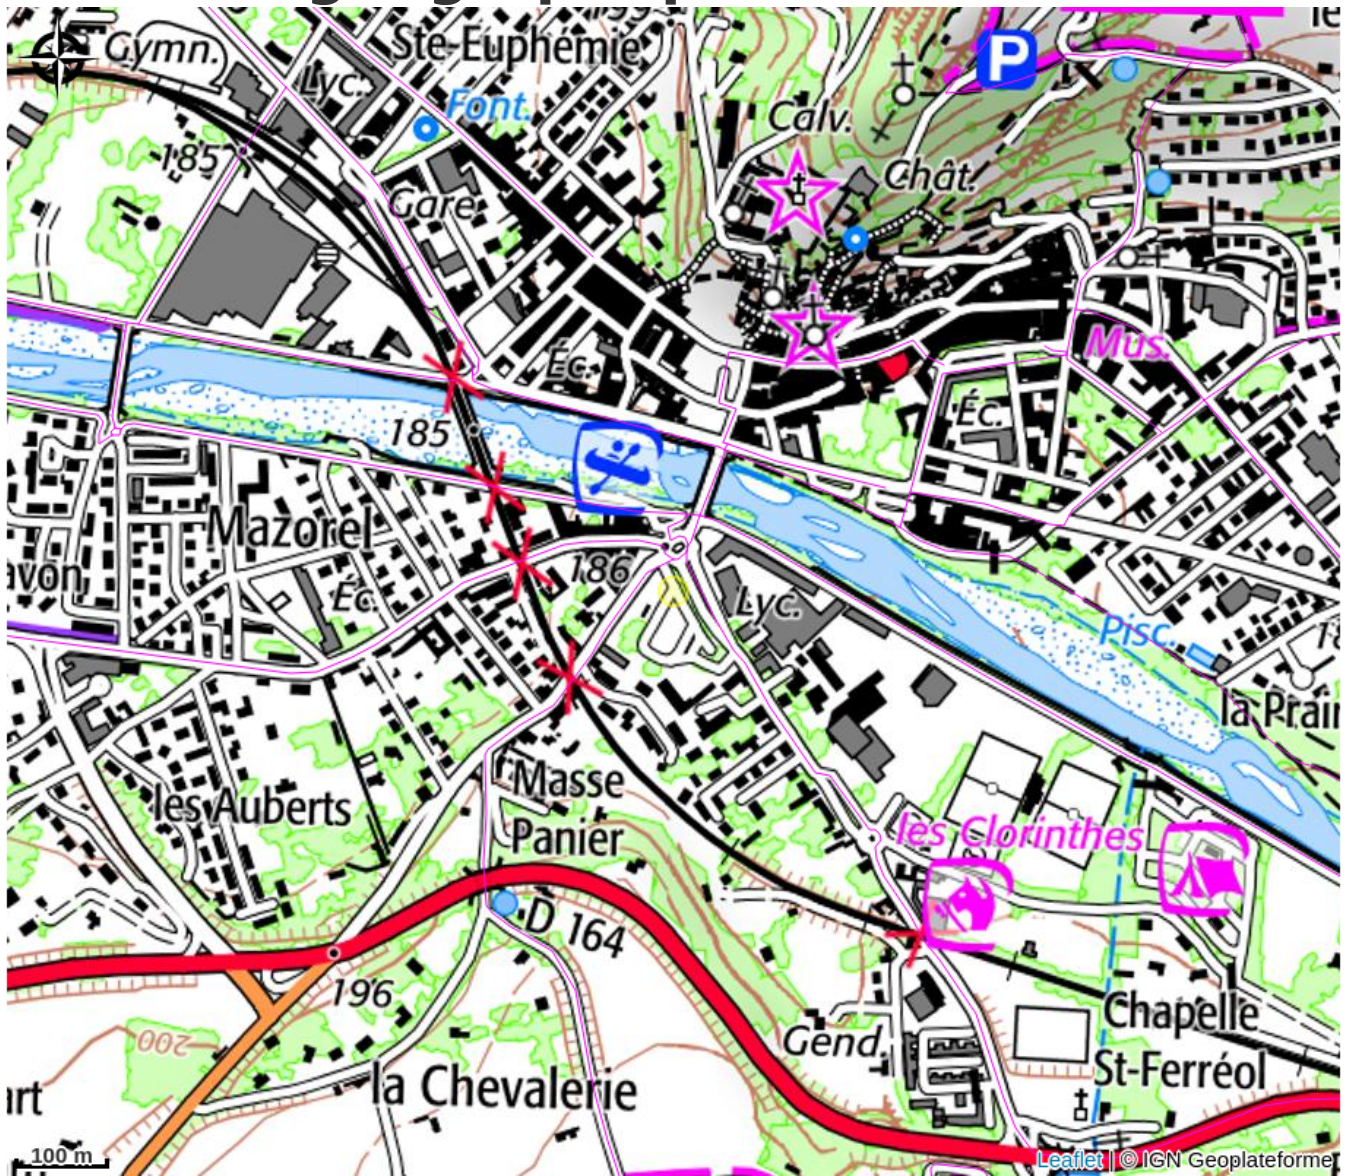 Gymn.
Ste-Euphémie
Lyc.
Font.
P
Calv.
185
Gare
Chât.
Mus.
Éc.
Éc.
185
Mazorel
avon
186
Éc.
Lyc.
Pisc.
18
la Prair
Masse
Panier
les Auberts
les Clorinthes
D 164
196
200
Gend.
Chapelle
St-Ferréol
la Chevalerie
art
100 m
Leaflet | © IGN Geoplateforme